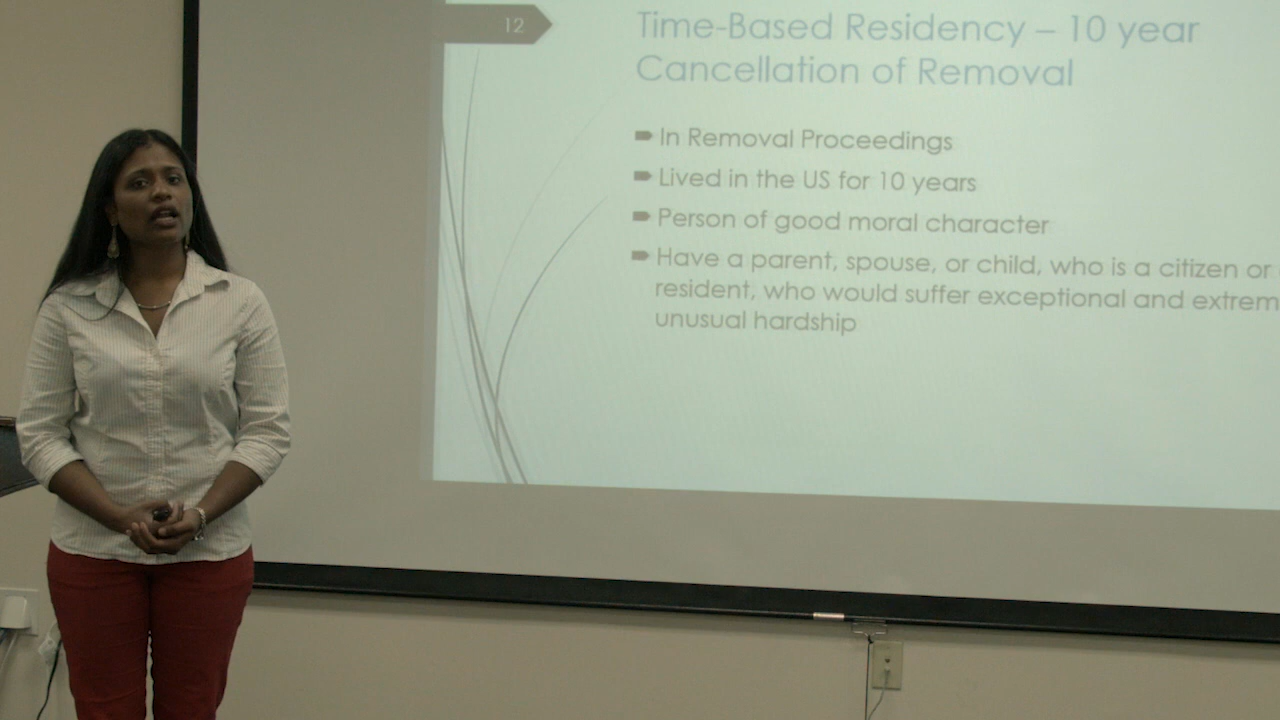 12
Time-Based Residency – 10 year
Cancellation of Removal
In Removal Proceedings
Lived in the US for 10 years
Person of good moral character
Have a parent, spouse, or child, who is a citizen or
resident, who would suffer exceptional and extrem
unusual hardship